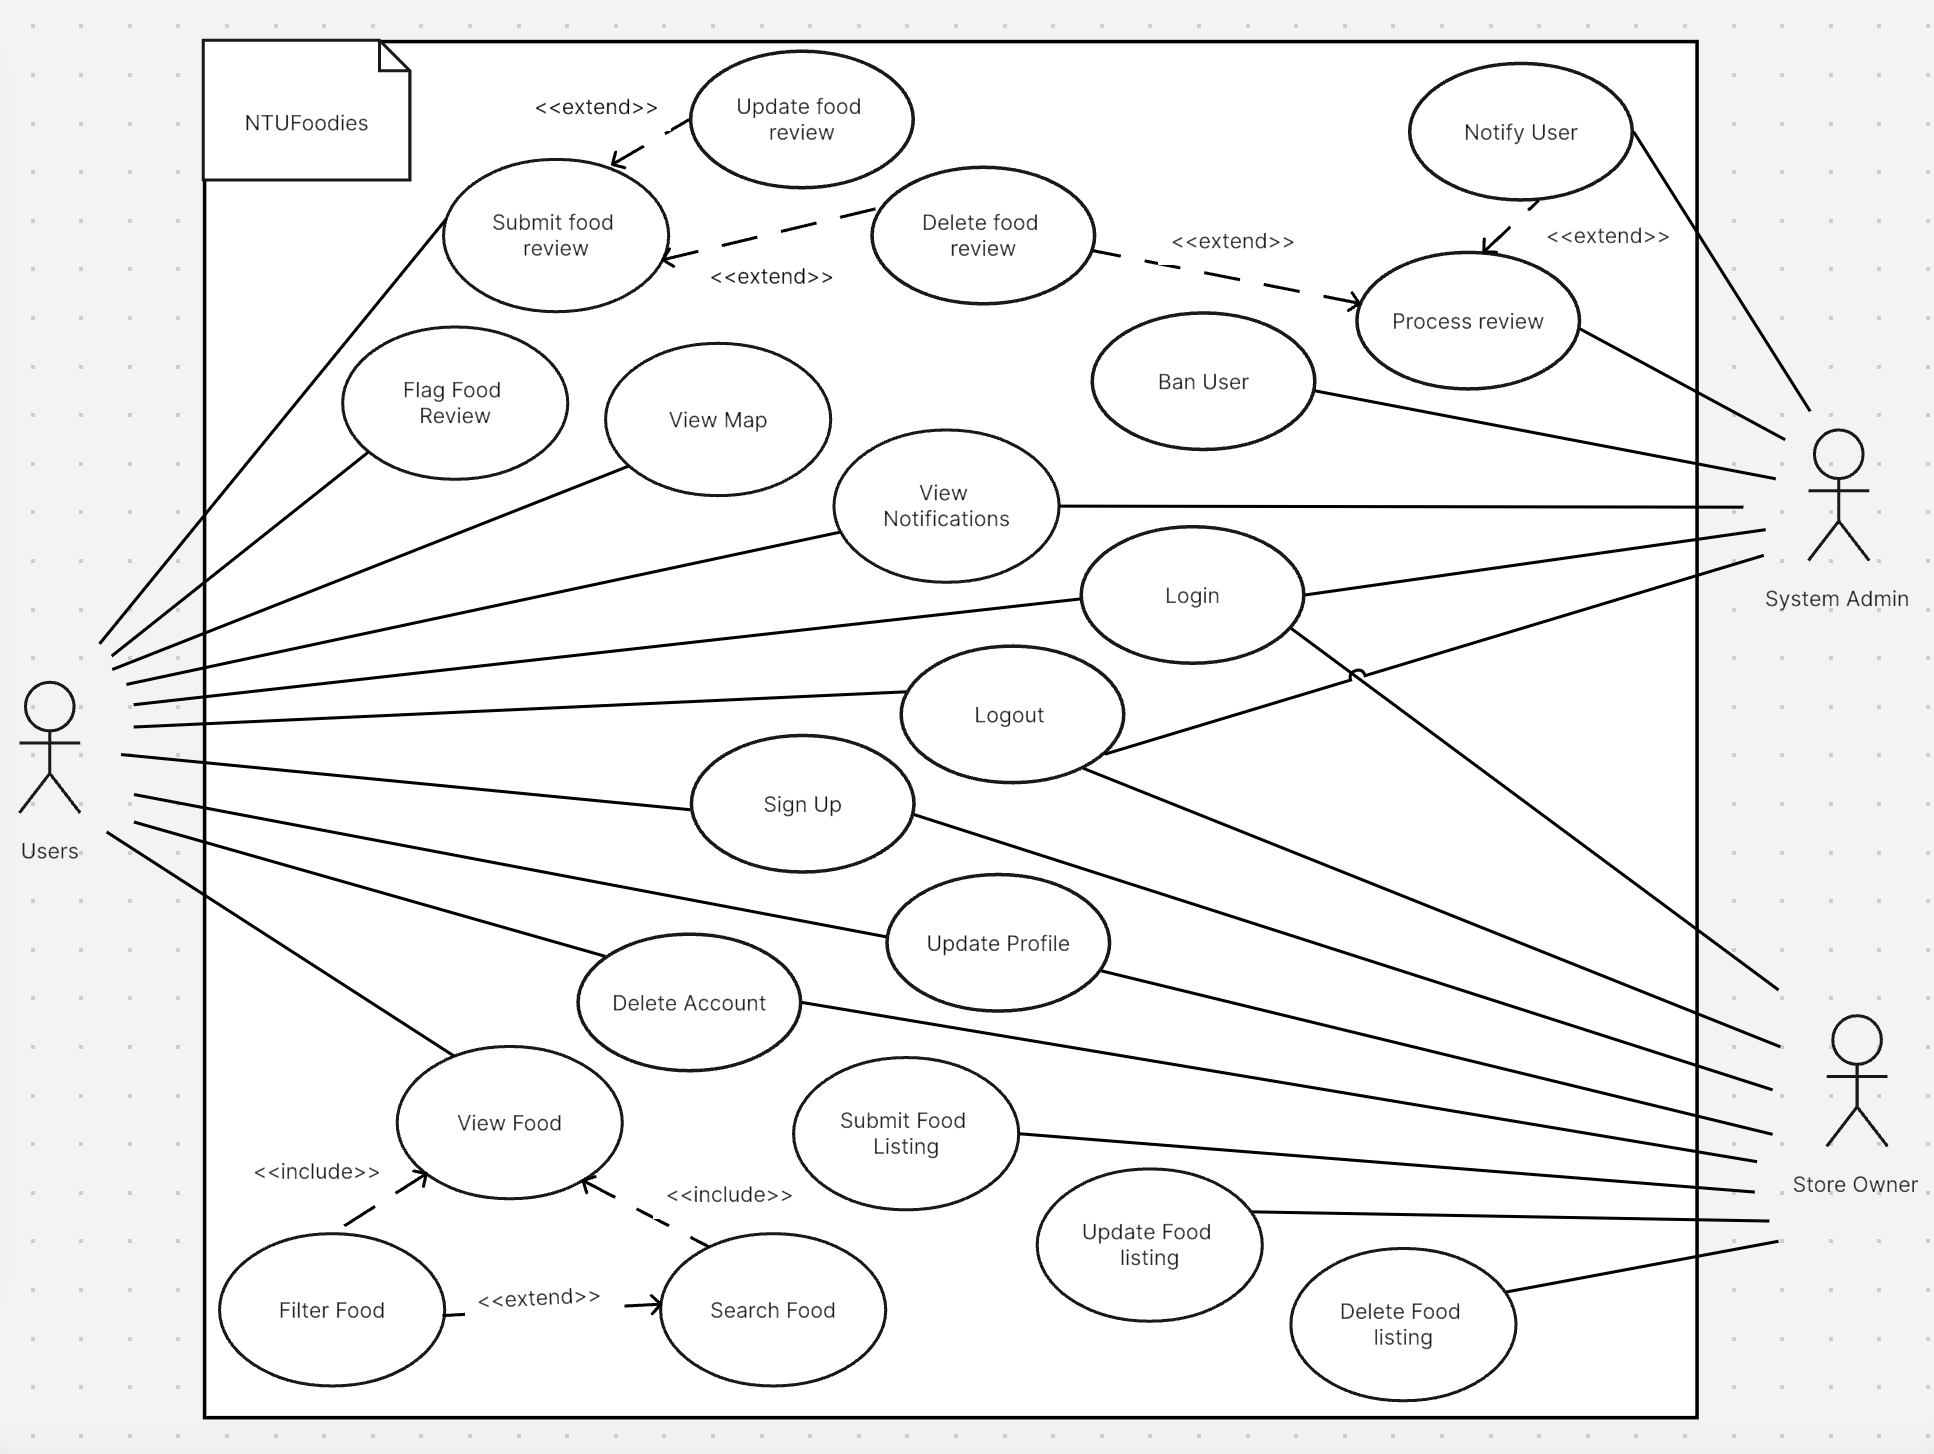 NTUFoodies
<<extend>>
Update food
review
Notify User
Submit food
review
Delete food
review
<<extend>>
<<extend>>
<<extend>>
Process review
Flag Food
Review
View Map
Ban User
View
Notifications
Login
System Admin
Logout
Sign Up
Users
Update Profile
Delete Account
View Food
Submit Food
Listing
<<include>>
<<include>>
Store Owner
Update Food
listing
Filter Food
<<extend>>
Search Food
Delete Food
listing